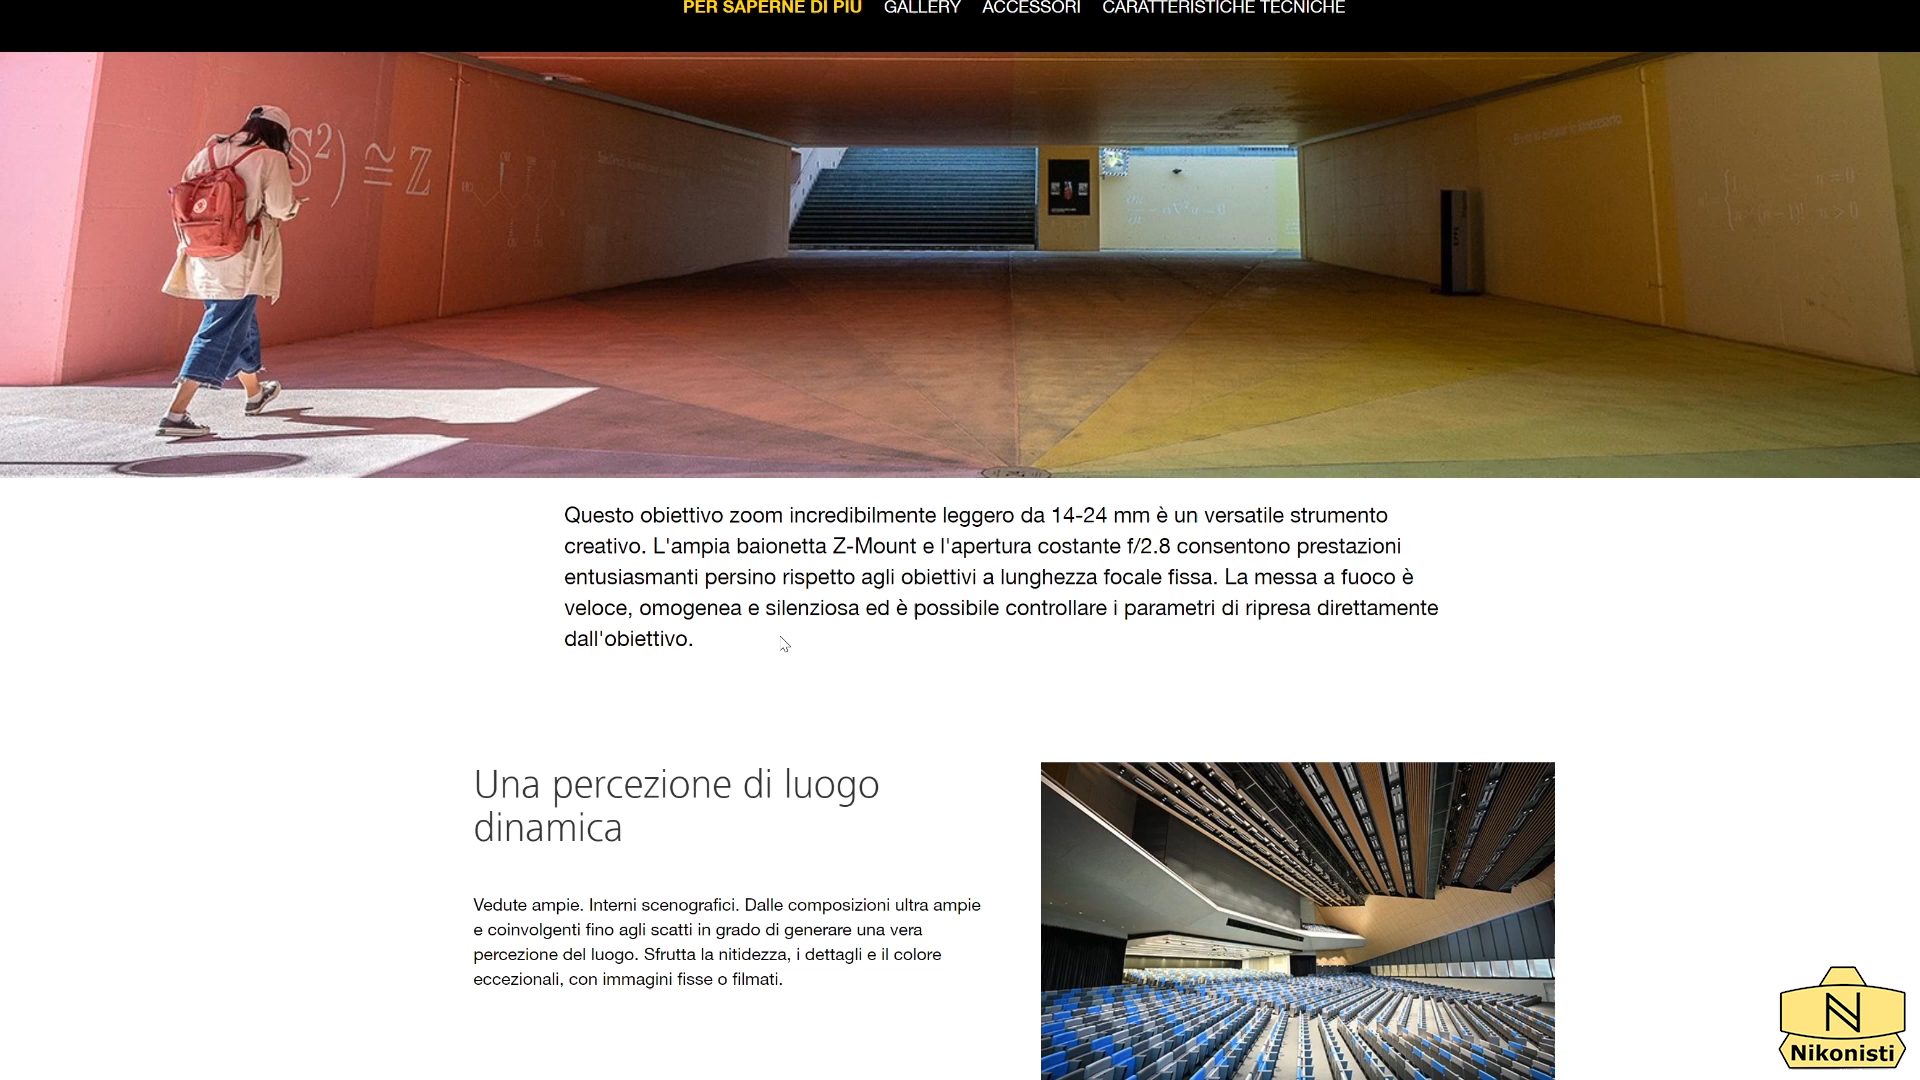 PER SAPERNE DI PIÙ GALLERY ACCESSORI CARATTERISTICHE TECNICHE
S²) ≅ Z
Questo obiettivo zoom incredibilmente leggero da 14-24 mm è un versatile strumento
creativo. L'ampia baionetta Z-Mount e l'apertura costante f/2.8 consentono prestazioni
entusiasmanti persino rispetto agli obiettivi a lunghezza focale fissa. La messa a fuoco è
veloce, omogenea e silenziosa ed è possibile controllare i parametri di ripresa direttamente
dall'obiettivo.
Una percezione di luogo
dinamica
Vedute ampie. Interni scenografici. Dalle composizioni ultra ampie
e coinvolgenti fino agli scatti in grado di generare una vera
percezione del luogo. Sfrutta la nitidezza, i dettagli e il colore
eccezionali, con immagini fisse o filmati.
N
Nikonisti